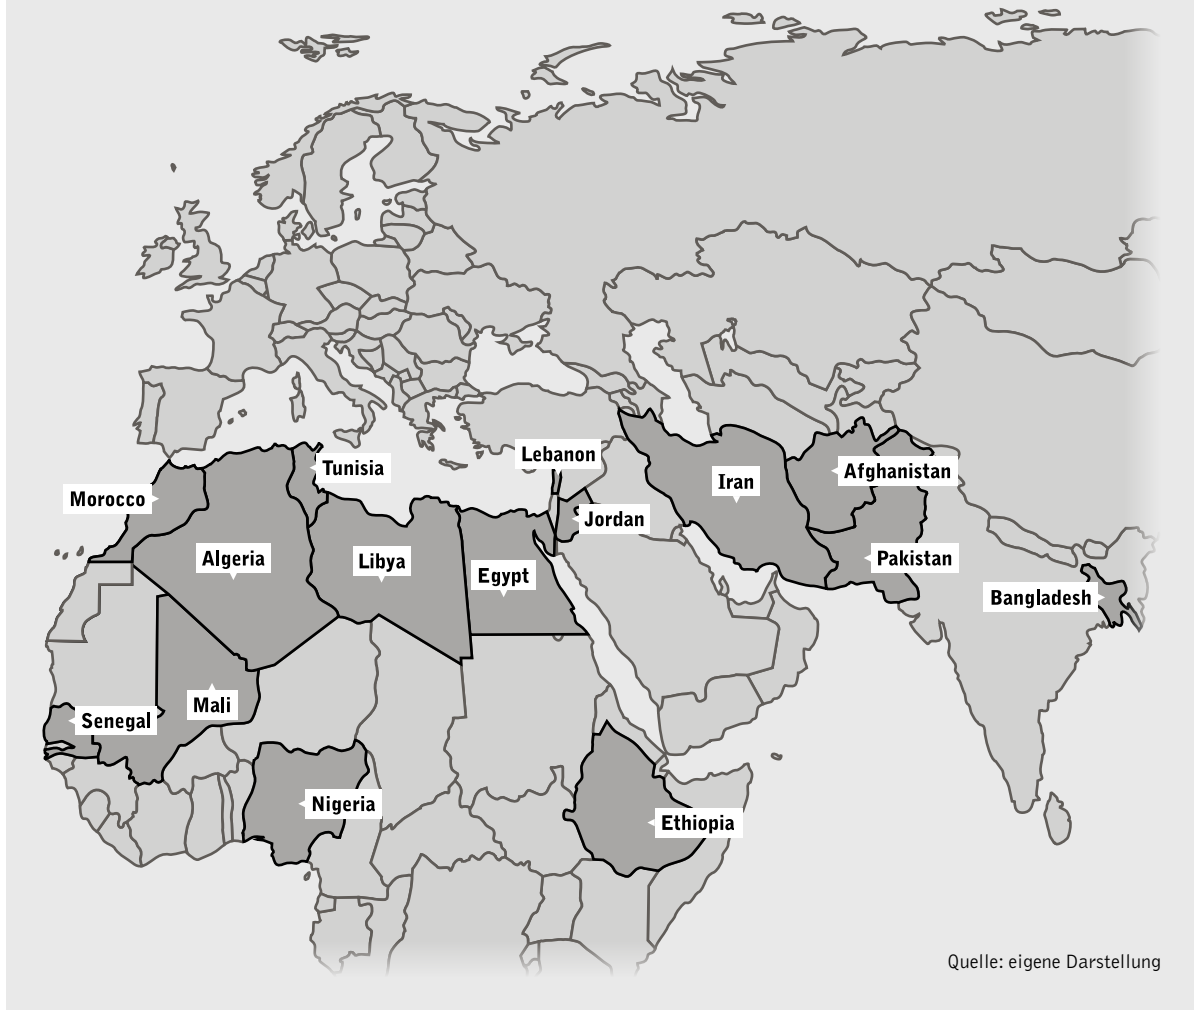 Lebanon
Tunisia
Afghanistan
Iran
Morocco
Jordan
Algeria
Libya
Pakistan
Egypt
Bangladesh
Mali
Senegal
Nigeria
Ethiopia
Quelle: eigene Darstellung